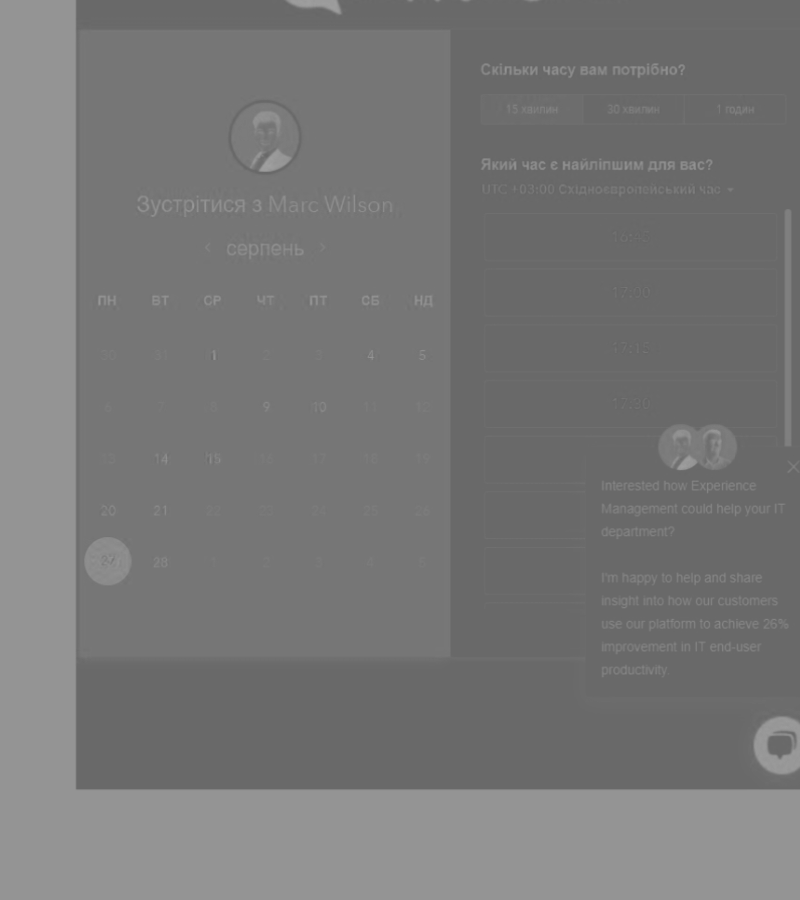 Скільки часу вам потрібно?
15 хвилин 30 хвилин 1 годин
Який час є найліпшим для вас?
UTC +03:00 Східноєвропейський час
Зустрітися з Marc Wilson
серпень
ПН ВТ СР ЧТ ПТ СБ НД
30 31 1 2 3 4 5
6 7 8 9 10 11 12
13 14 15 16 17 18 19
20 21 22 23 24 25 26
27 28 1 2 3 4 5
16:45
17:00
17:15
17:30
Interested how Experience
Management could help your IT
department?
I'm happy to help and share
insight into how our customers
use our platform to achieve 26%
improvement in IT end-user
productivity.